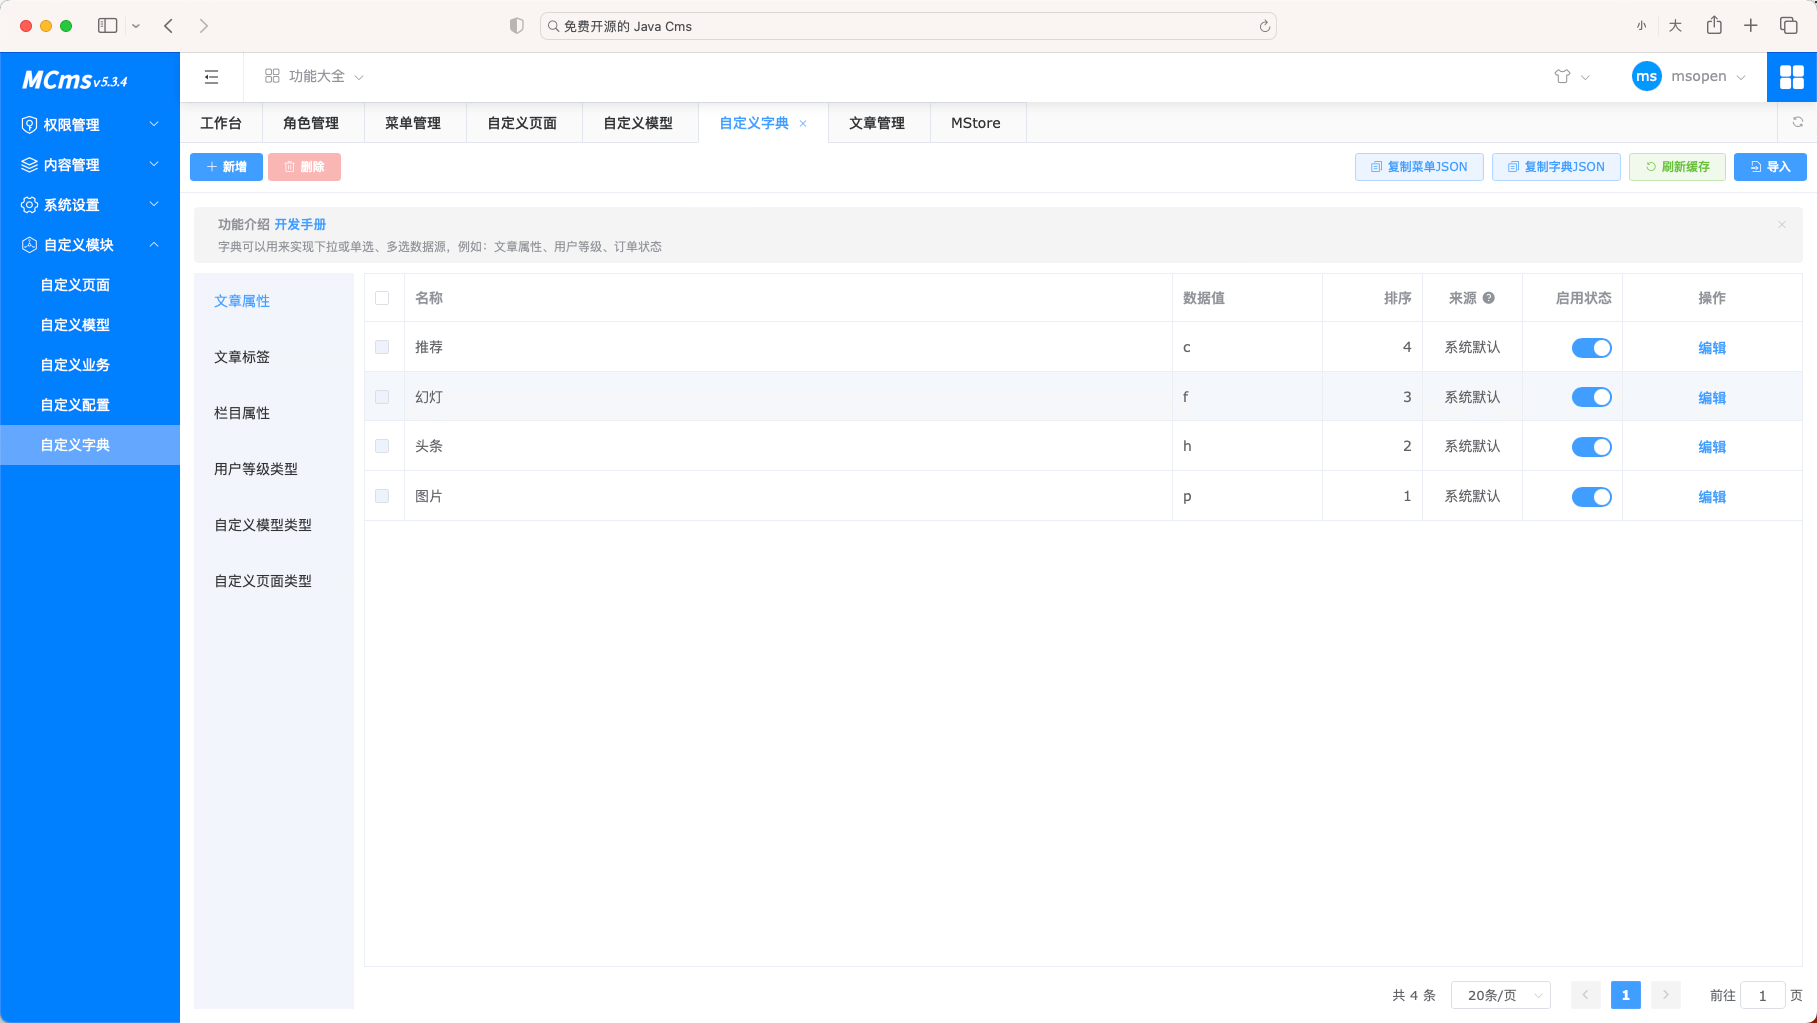 免费开源的 Java Cms
小 大
MCms v5.3.4
功能大全
ms msopen
权限管理
内容管理
系统设置
自定义模块
自定义页面
自定义模型
自定义业务
自定义配置
自定义字典
工作台 角色管理 菜单管理 自定义页面 自定义模型 自定义字典 × 文章管理 MStore
+ 新增 删除 复制菜单JSON 复制字典JSON 刷新缓存 导入
功能介绍 开发手册
字典可以用来实现下拉或单选、多选数据源，例如：文章属性、用户等级、订单状态
文章属性
文章标签
栏目属性
用户等级类型
自定义模型类型
自定义页面类型
名称 数据值 排序 来源 ? 启用状态 操作
推荐 c 4 系统默认 编辑
幻灯 f 3 系统默认 编辑
头条 h 2 系统默认 编辑
图片 p 1 系统默认 编辑
共 4 条 20条/页 1 前往 1 页